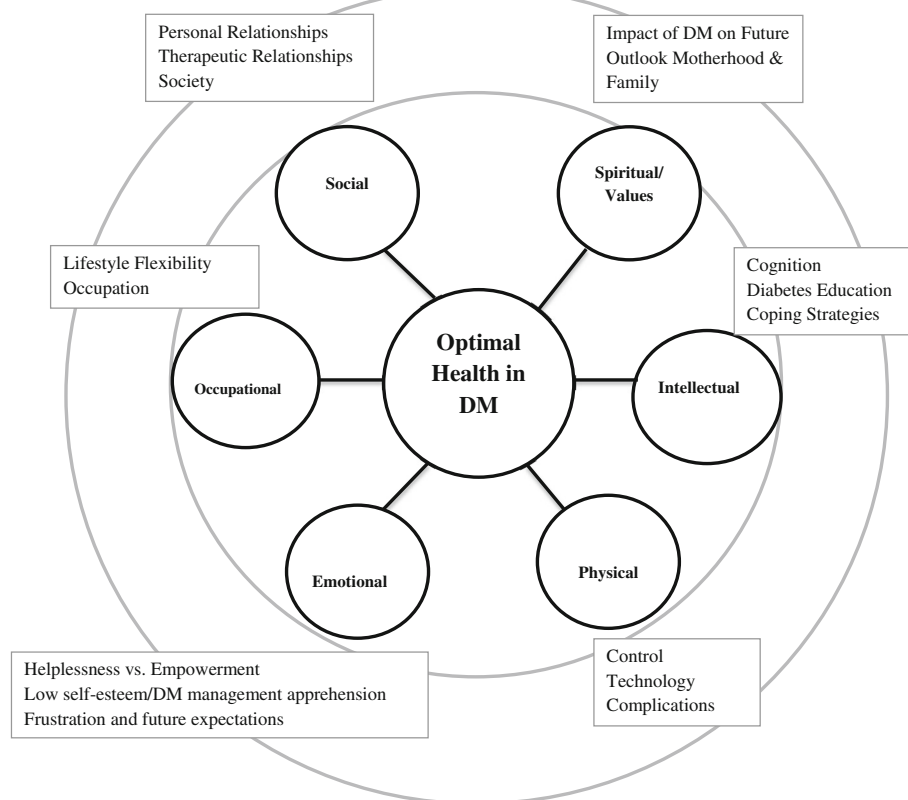 Personal Relationships
Therapeutic Relationships
Society
Impact of DM on Future
Outlook Motherhood &
Family
Social
Spiritual/
Values
Lifestyle Flexibility
Occupation
Cognition
Diabetes Education
Coping Strategies
Optimal
Health in
DM
Occupational
Intellectual
Emotional
Physical
Helplessness vs. Empowerment
Low self-esteem/DM management apprehension
Frustration and future expectations
Control
Technology
Complications